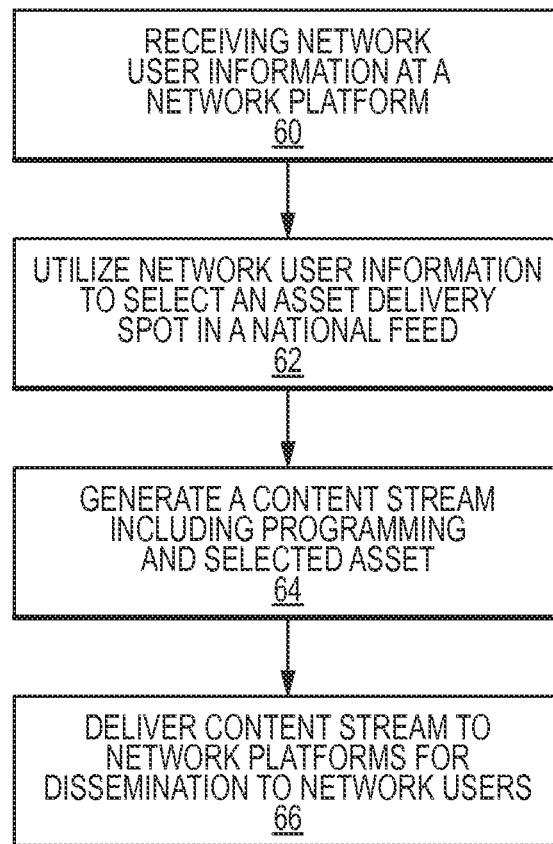 RECEIVING NETWORK
USER INFORMATION AT A
NETWORK PLATFORM
60
UTILIZE NETWORK USER INFORMATION
TO SELECT AN ASSET DELIVERY
SPOT IN A NATIONAL FEED
62
GENERATE A CONTENT STREAM
INCLUDING PROGRAMMING
AND SELECTED ASSET
64
DELIVER CONTENT STREAM TO
NETWORK PLATFORMS FOR
DISSEMINATION TO NETWORK USERS
66